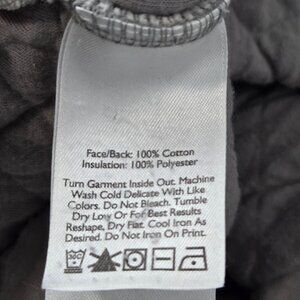 Face/Back: 100% Cotton
Insulation: 100% Polyester
Turn Garment Inside Out. Machine
Wash Cold Delicate With Like
Colors. Do Not Bleach. Tumble
Dry Low Or For Best Results
Reshape, Dry Flat. Cool Iron As
Desired. Do Not Iron On Print.